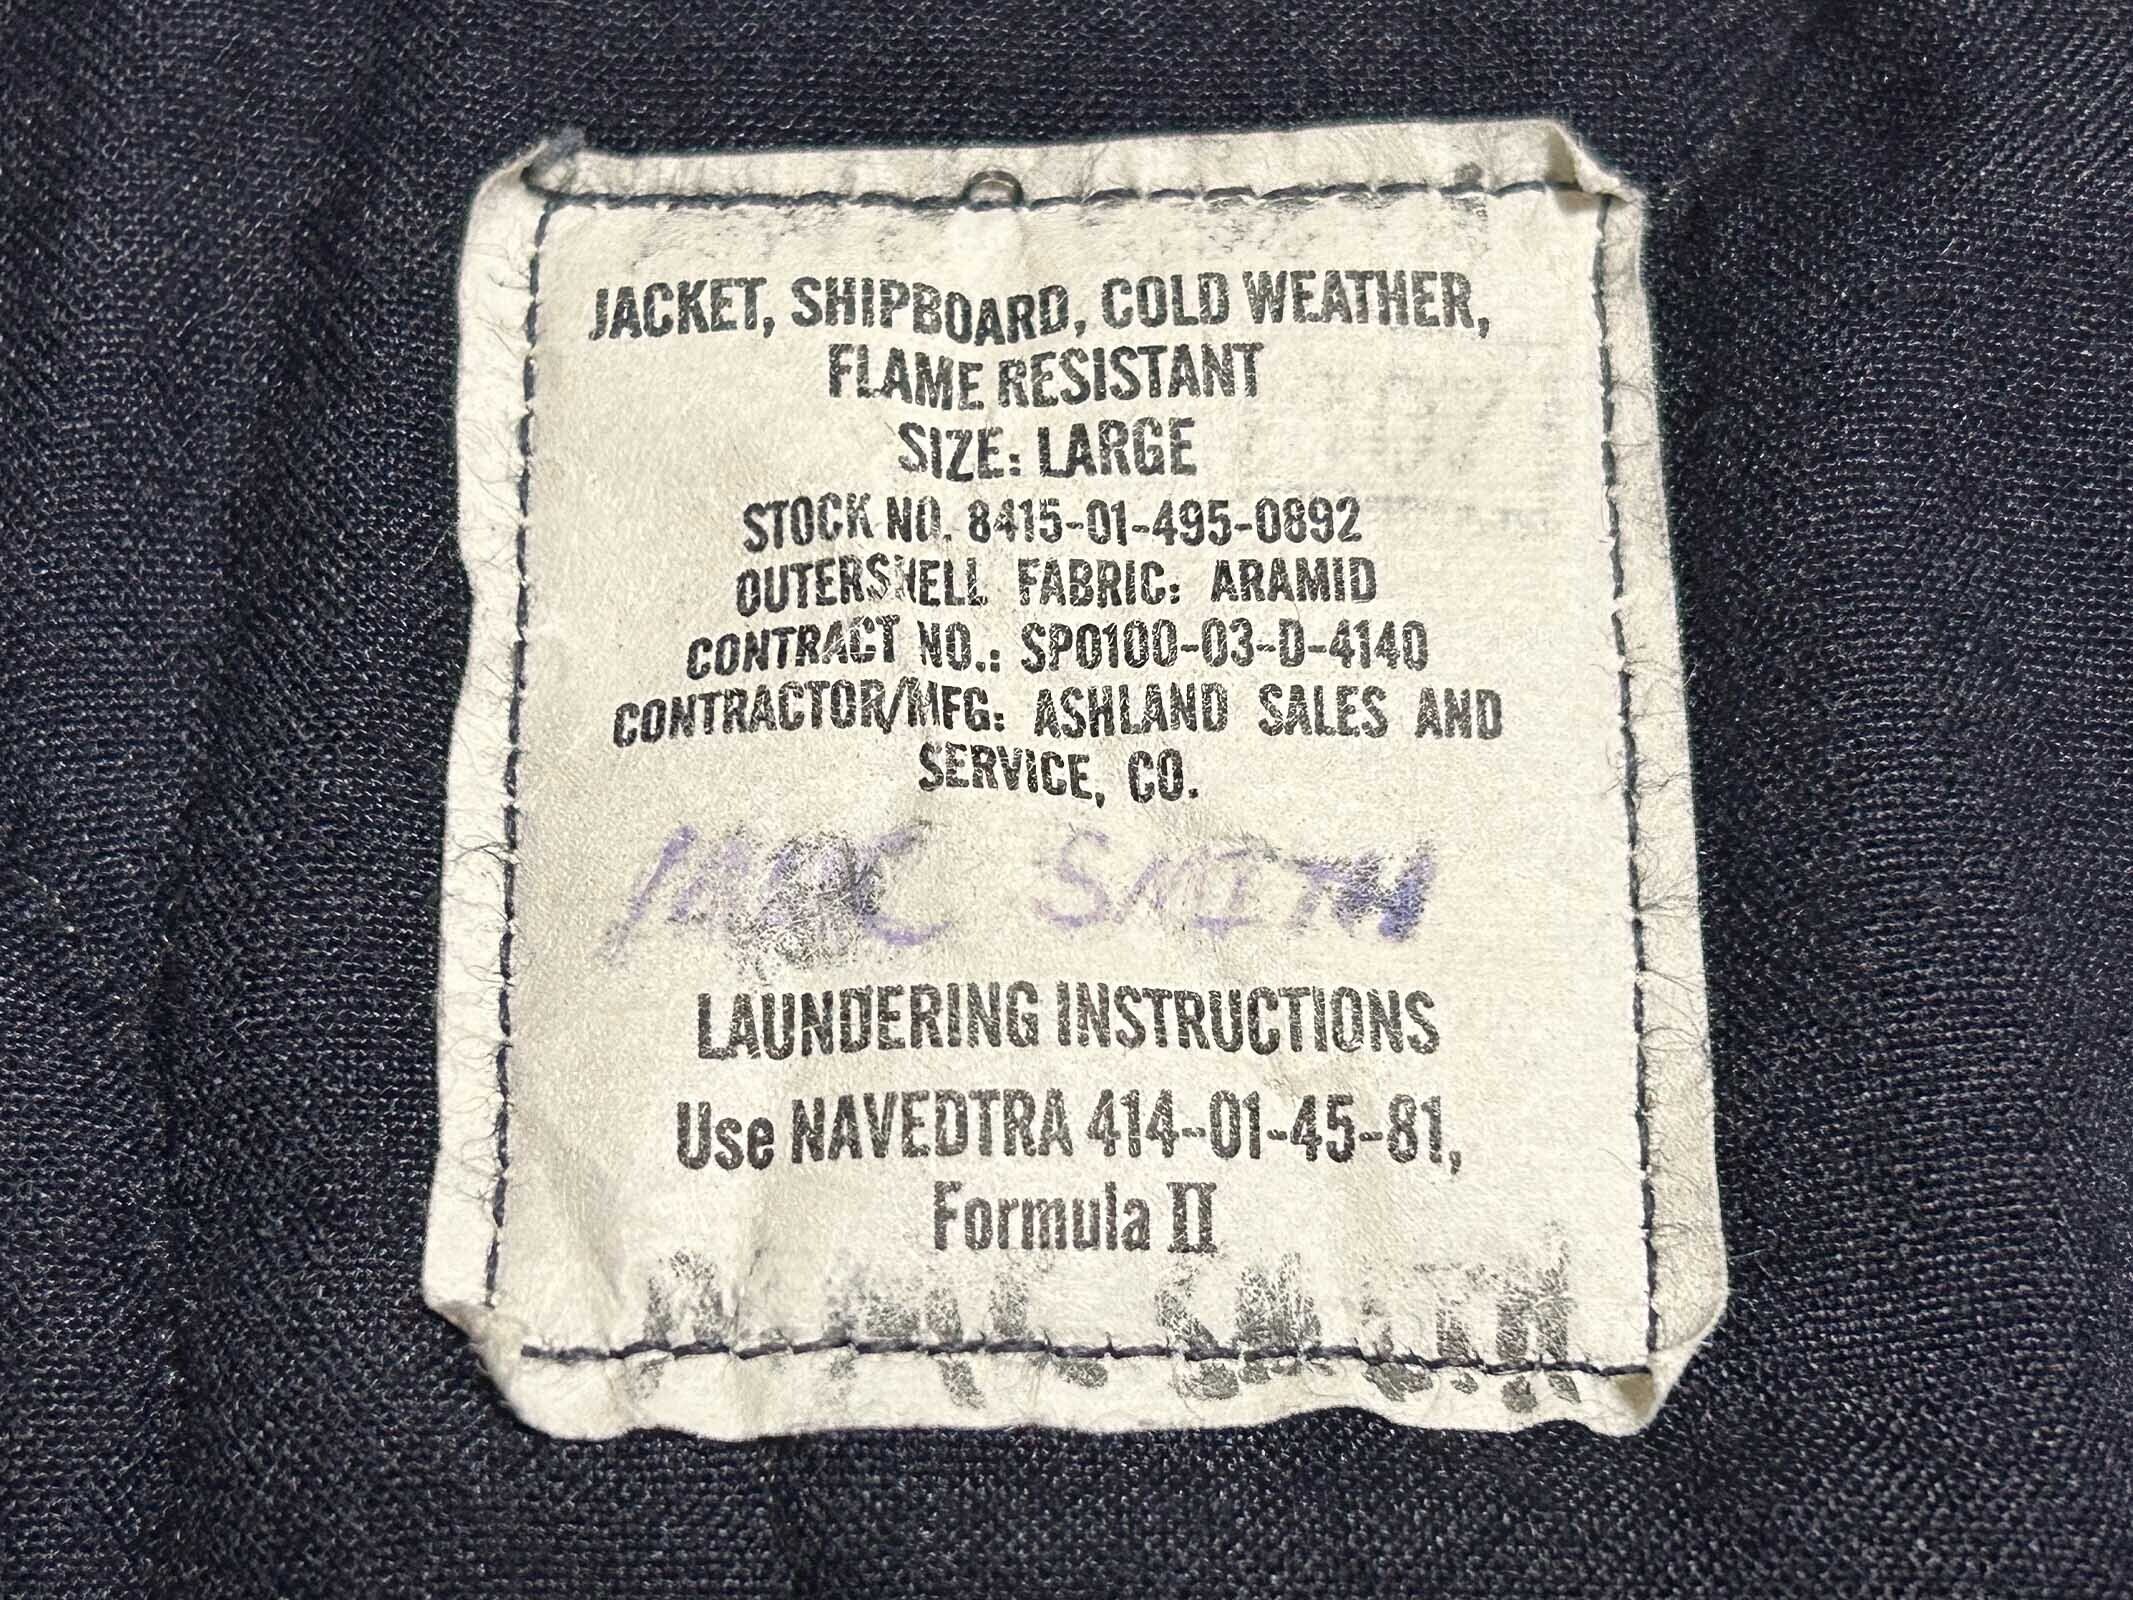 JACKET, SHIPBOARD, COLD WEATHER,
FLAME RESISTANT
SIZE: LARGE
STOCK NO. 8415-01-495-0892
OUTERSHELL FABRIC: ARAMID
CONTRACT NO.: SPO100-03-D-4140
CONTRACTOR/MFG: ASHLAND SALES AND
SERVICE, CO.
SMITH
LAUNDERING INSTRUCTIONS
Use NAVEDTRA 414-01-45-81,
Formula II